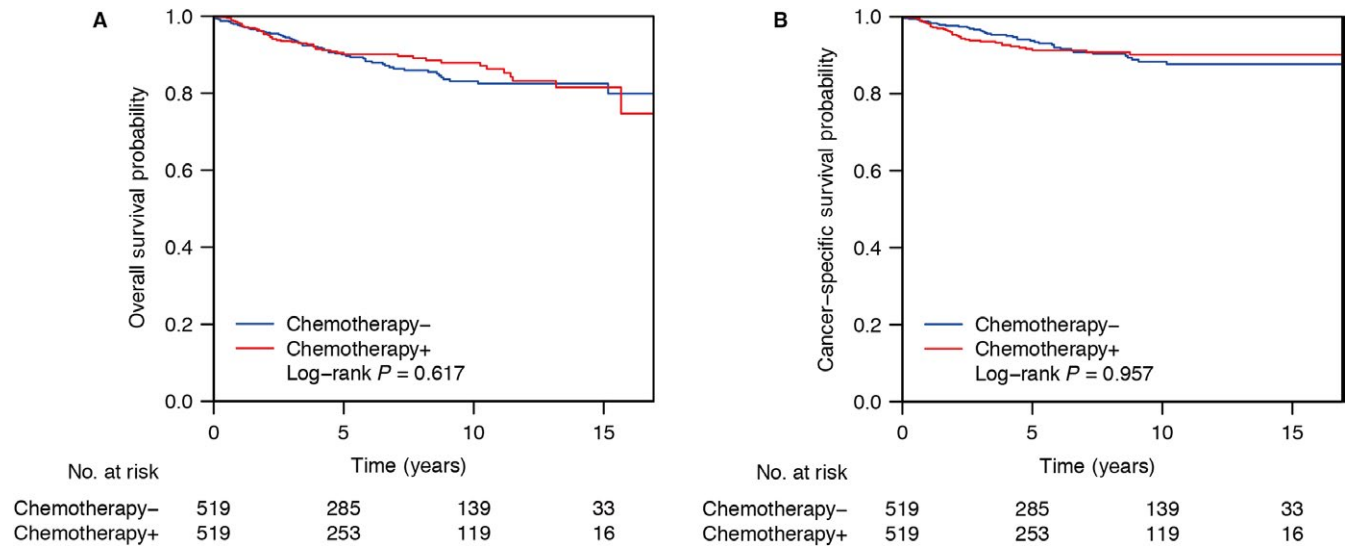 A
Overall survival probability
1.0
0.8
0.6
0.4
0.2
0.0
Chemotherapy−
Chemotherapy+
Log−rank P = 0.617
0 5 10 15
Time (years)
No. at risk
Chemotherapy− 519 285 139 33
Chemotherapy+ 519 253 119 16
B
Cancer−specific survival probability
1.0
0.8
0.6
0.4
0.2
0.0
Chemotherapy−
Chemotherapy+
Log−rank P = 0.957
0 5 10 15
Time (years)
No. at risk
Chemotherapy− 519 285 139 33
Chemotherapy+ 519 253 119 16